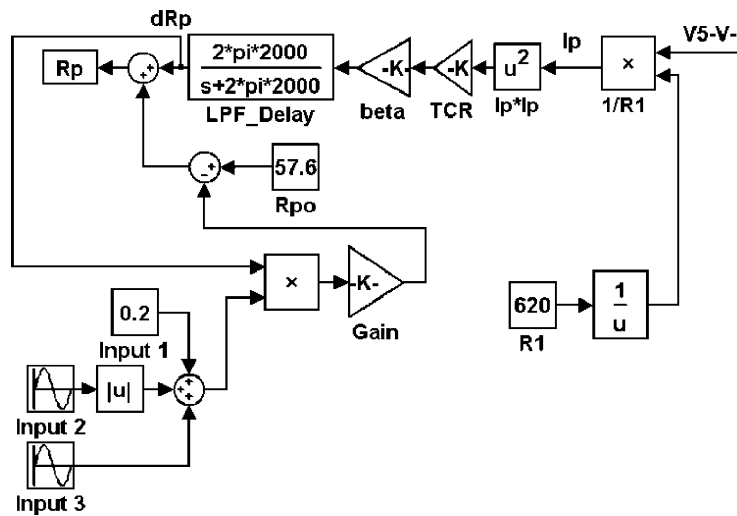 dRp
Rp
+
+
2*pi*2000
s+2*pi*2000
LPF_Delay
-K-
beta
-K
TCR
u2
Ip*Ip
Ip
×
1/R1
V5-V-
-
+
57.6
Rpo
×
-K-
Gain
620
R1
1
u
0.2
Input 1
+
+
+
|u|
Input 2
Input 3